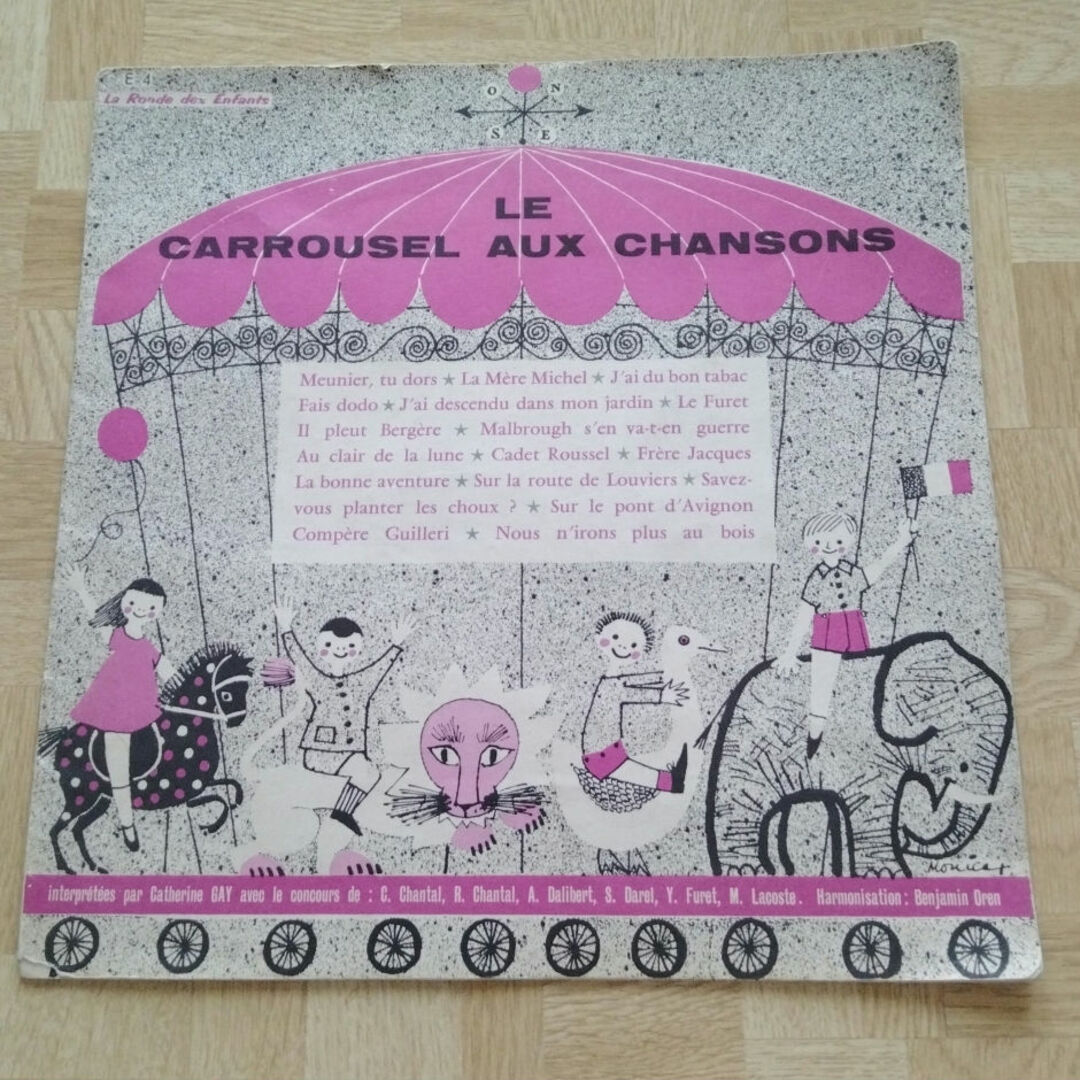 E 4
La Ronde des Enfants
O N
S E
LE
CARROUSEL AUX CHANSONS
Meunier, tu dors ★ La Mère Michel ★ J'ai du bon tabac
Fais dodo ★ J'ai descendu dans mon jardin ★ Le Furet
Il pleut Bergère ★ Malbrough s'en va-t-en guerre
Au clair de la lune ★ Cadet Roussel ★ Frère Jacques
La bonne aventure ★ Sur la route de Louviers ★ Savez-
vous planter les choux ? ★ Sur le pont d'Avignon
Compère Guilleri ★ Nous n'irons plus au bois
interprétées par Catherine GAY avec le concours de : C. Chantal, R. Chantal, A. Dalibert, S. Darel, Y. Furet, M. Lacoste. Harmonisation : Benjamin Oren